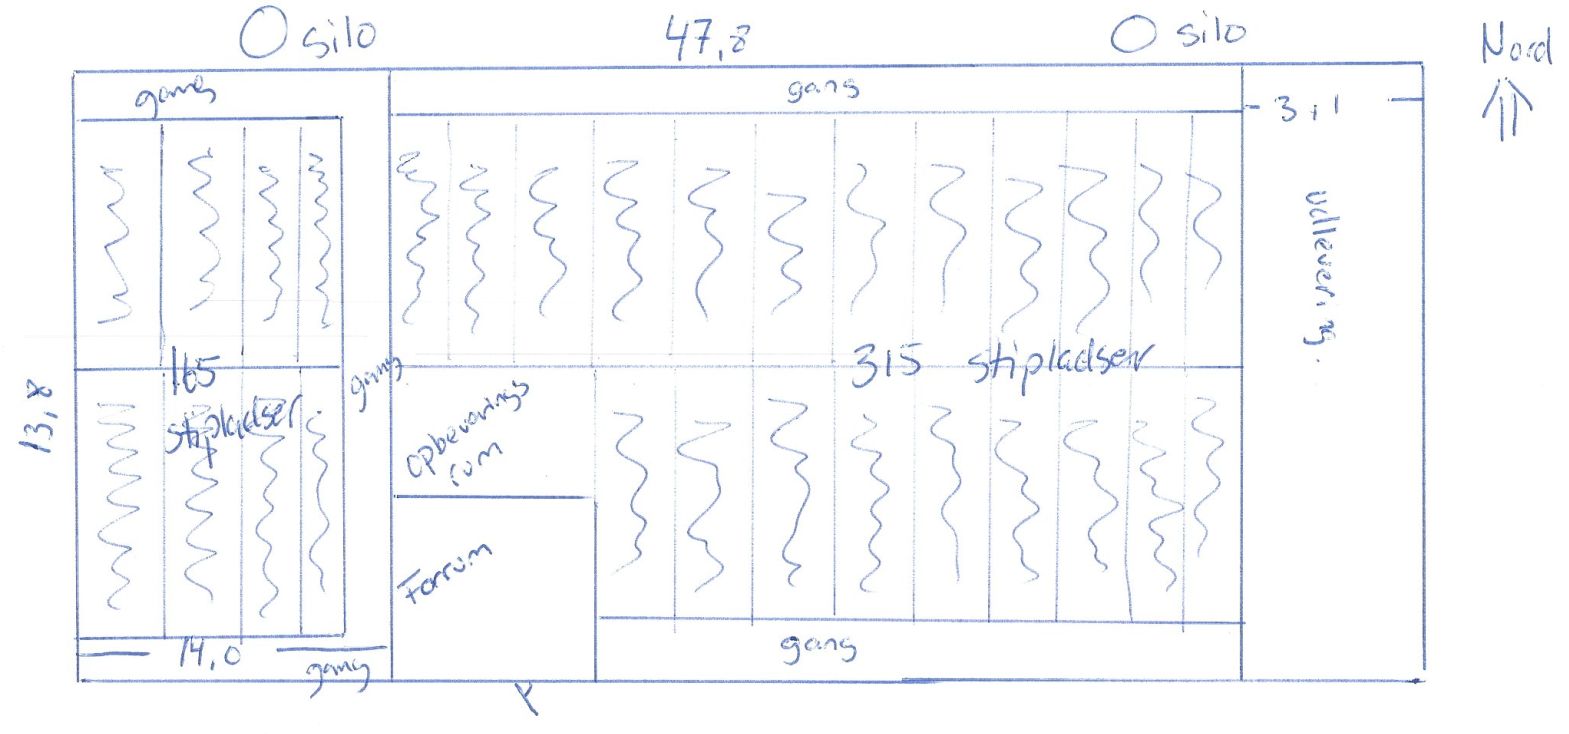 silo
47,8
silo
Nord
gang
gang
3,1
udlevering.
165
stipladser.
gang
315 stipladser
13,8
Opbevarings
rum
Forrum
14,0
gang
gang